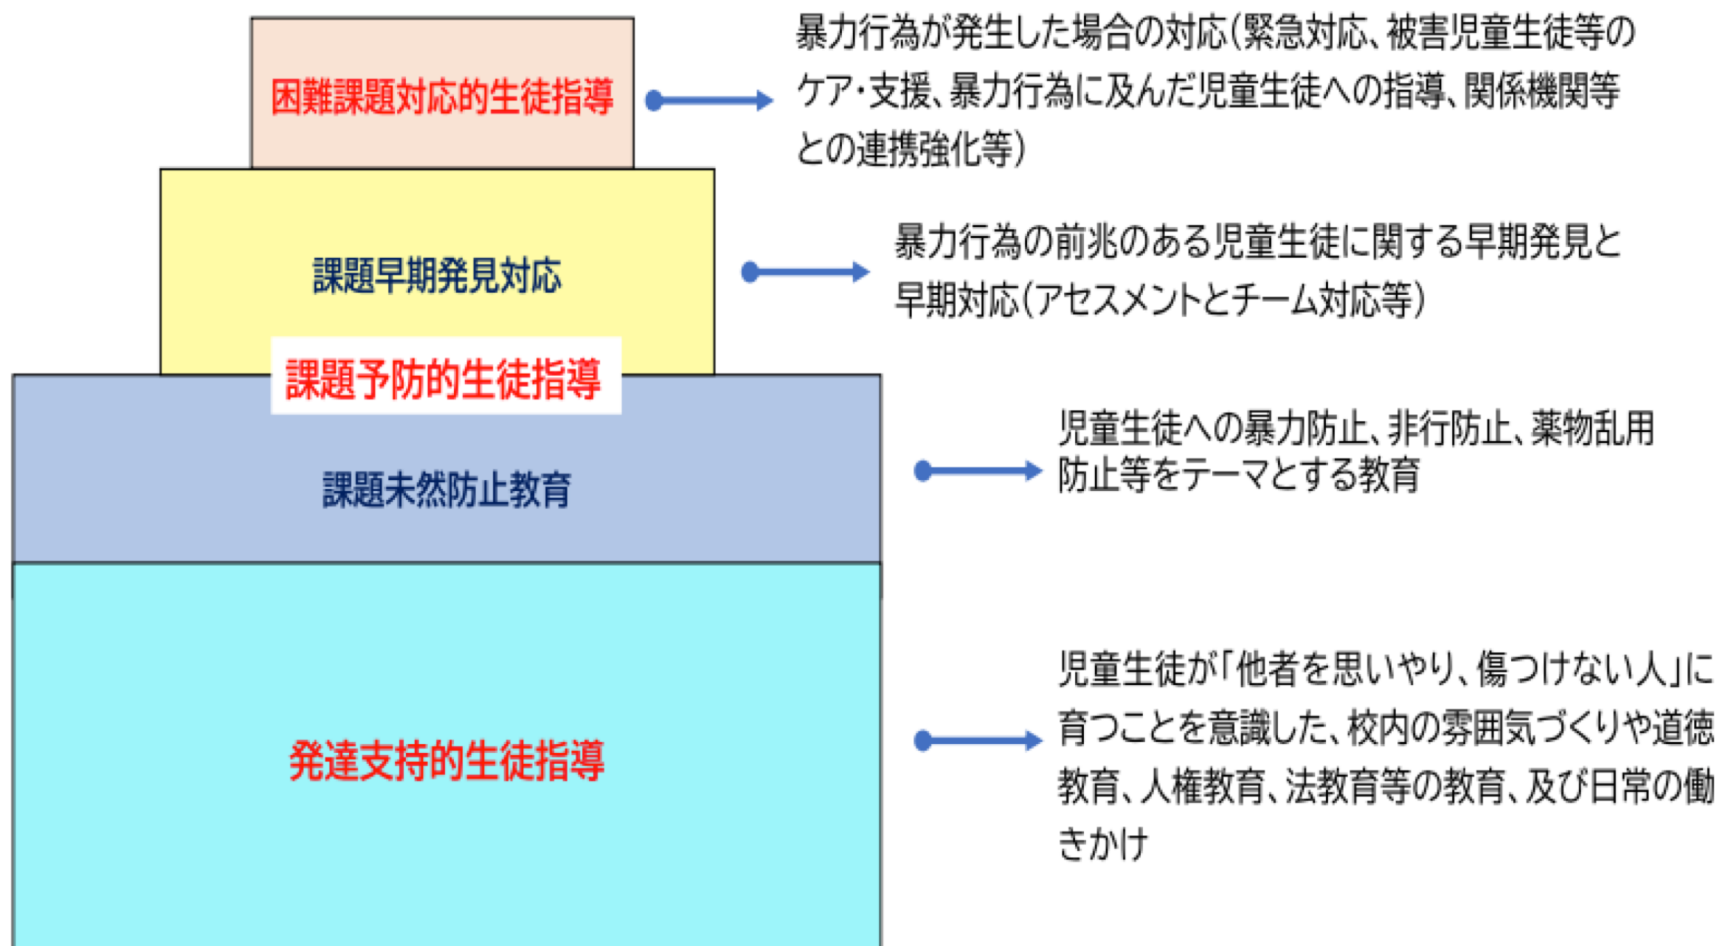 困難課題対応的生徒指導
暴力行為が発生した場合の対応(緊急対応、被害児童生徒等の
ケア・支援、暴力行為に及んだ児童生徒への指導、関係機関等
との連携強化等)
課題早期発見対応
暴力行為の前兆のある児童生徒に関する早期発見と
早期対応(アセスメントとチーム対応等)
課題予防的生徒指導
課題未然防止教育
児童生徒への暴力防止、非行防止、薬物乱用
防止等をテーマとする教育
発達支持的生徒指導
児童生徒が「他者を思いやり、傷つけない人」に
育つことを意識した、校内の雰囲気づくりや道徳
教育、人権教育、法教育等の教育、及び日常の働
きかけ